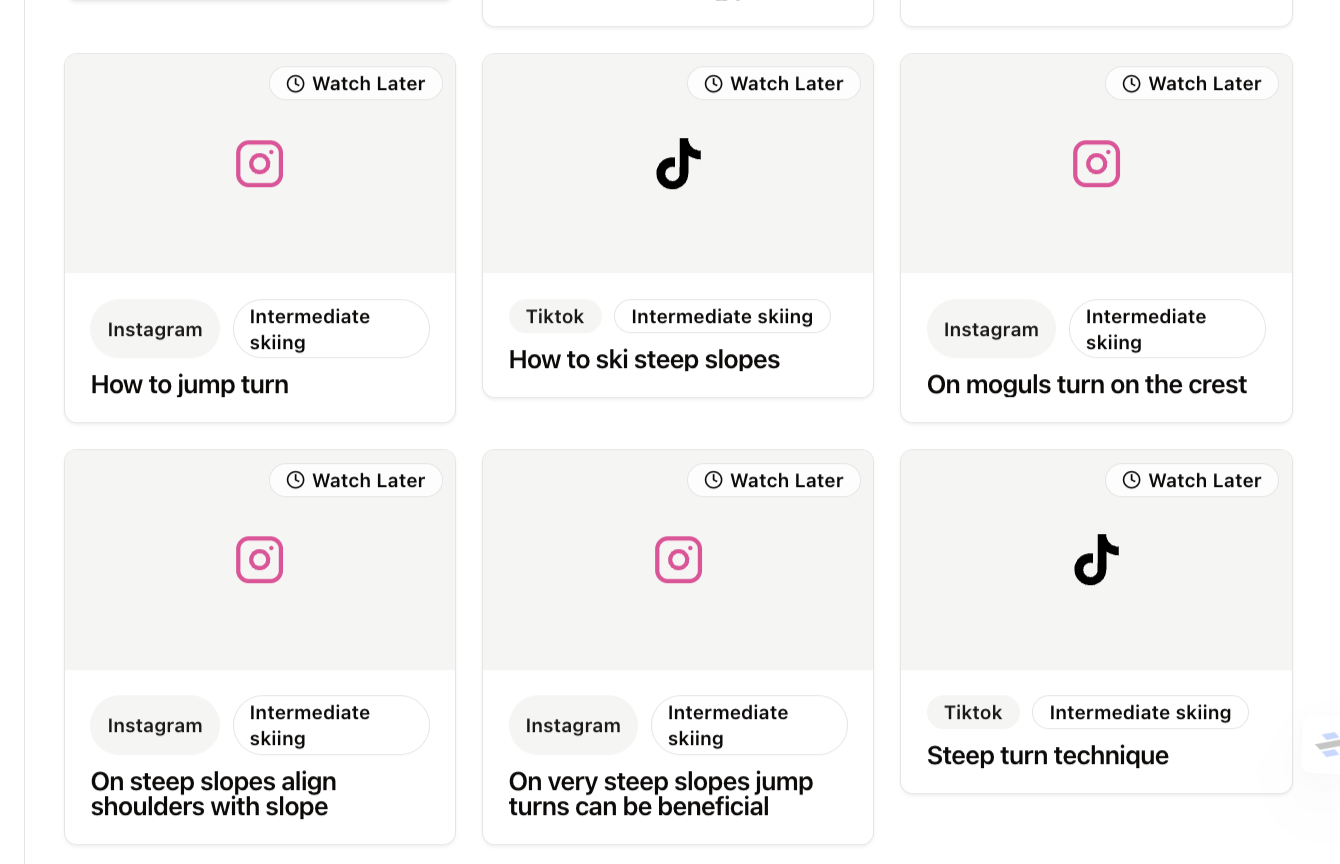 Watch Later
Watch Later
Watch Later
Instagram
Intermediate
skiing
How to jump turn
Tiktok
Intermediate skiing
How to ski steep slopes
Instagram
Intermediate
skiing
On moguls turn on the crest
Watch Later
Watch Later
Watch Later
Instagram
Intermediate
skiing
On steep slopes align
shoulders with slope
Instagram
Intermediate
skiing
On very steep slopes jump
turns can be beneficial
Tiktok
Intermediate skiing
Steep turn technique